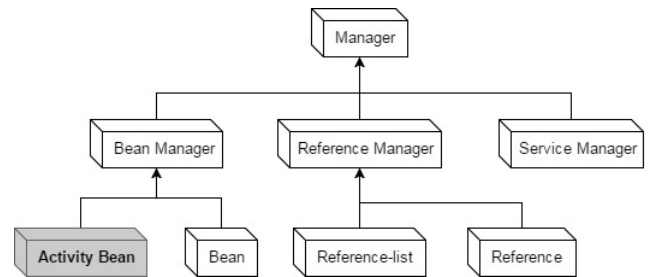 Manager
Bean Manager
Reference Manager
Service Manager
Activity Bean
Bean
Reference-list
Reference